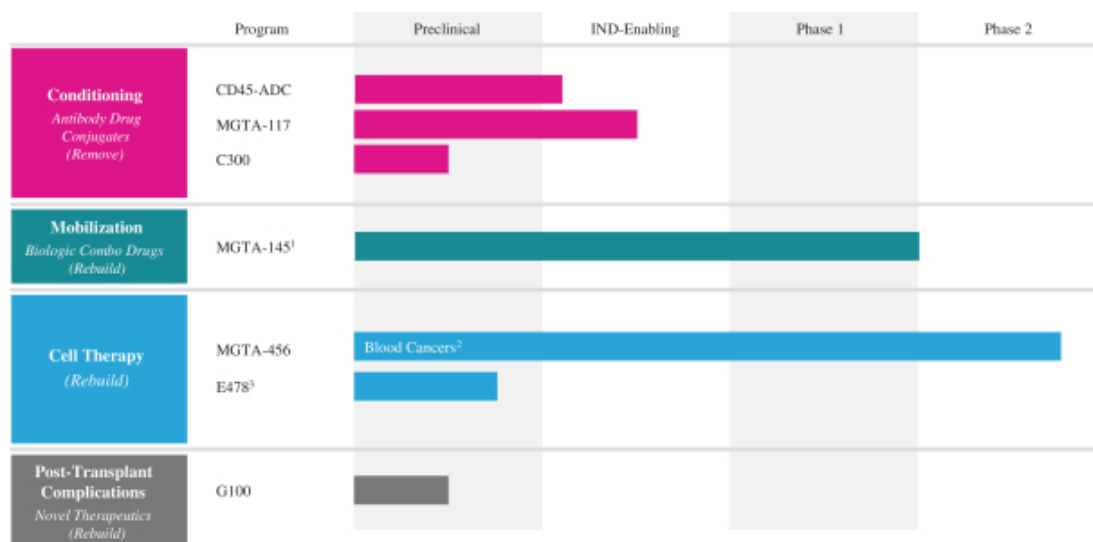 Program Preclinical IND-Enabling Phase 1 Phase 2
Conditioning
Antibody Drug
Conjugates
(Remove)
CD45-ADC
MGTA-117
C300
Mobilization
Biologic Combo Drugs
(Rebuild)
MGTA-145¹
Cell Therapy
(Rebuild)
MGTA-456
Blood Cancers²
E478³
Post-Transplant
Complications
Novel Therapeutics
(Rebuild)
G100